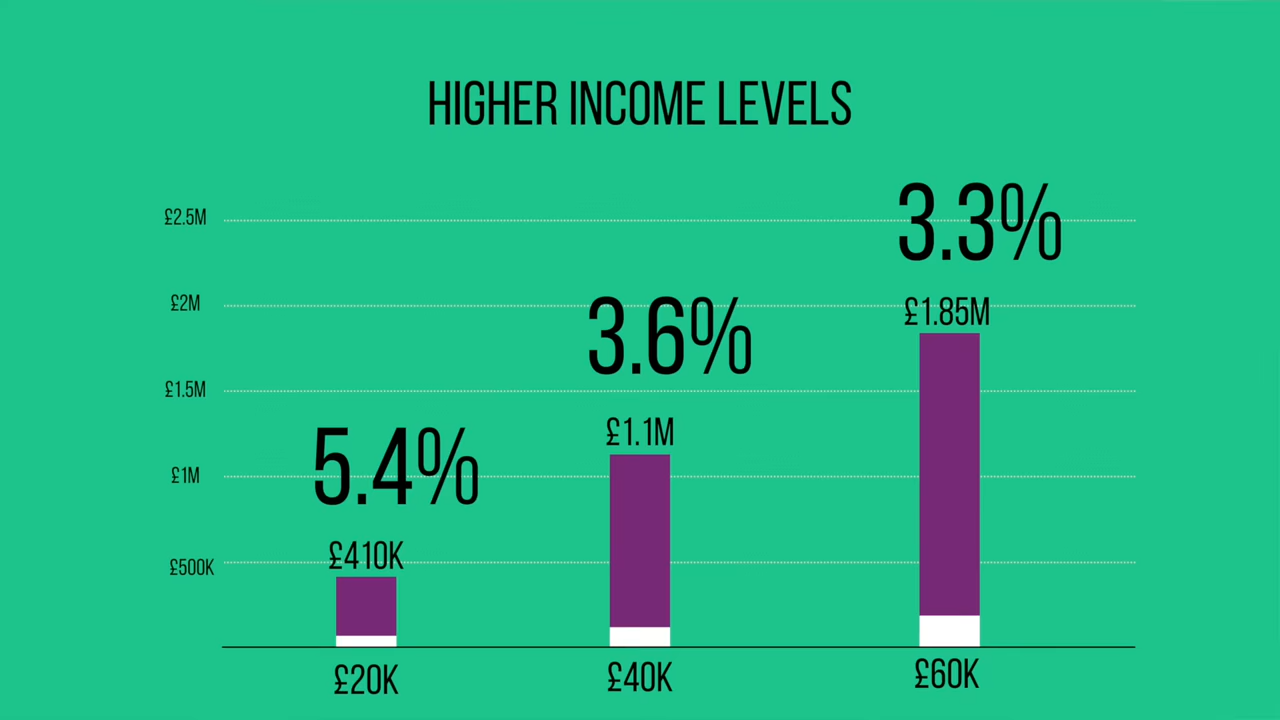 HIGHER INCOME LEVELS
£2.5M
3.3%
£2M
£1.85M
3.6%
£1.5M
£1.1M
5.4%
£1M
£410K
£500K
£20K
£40K
£60K